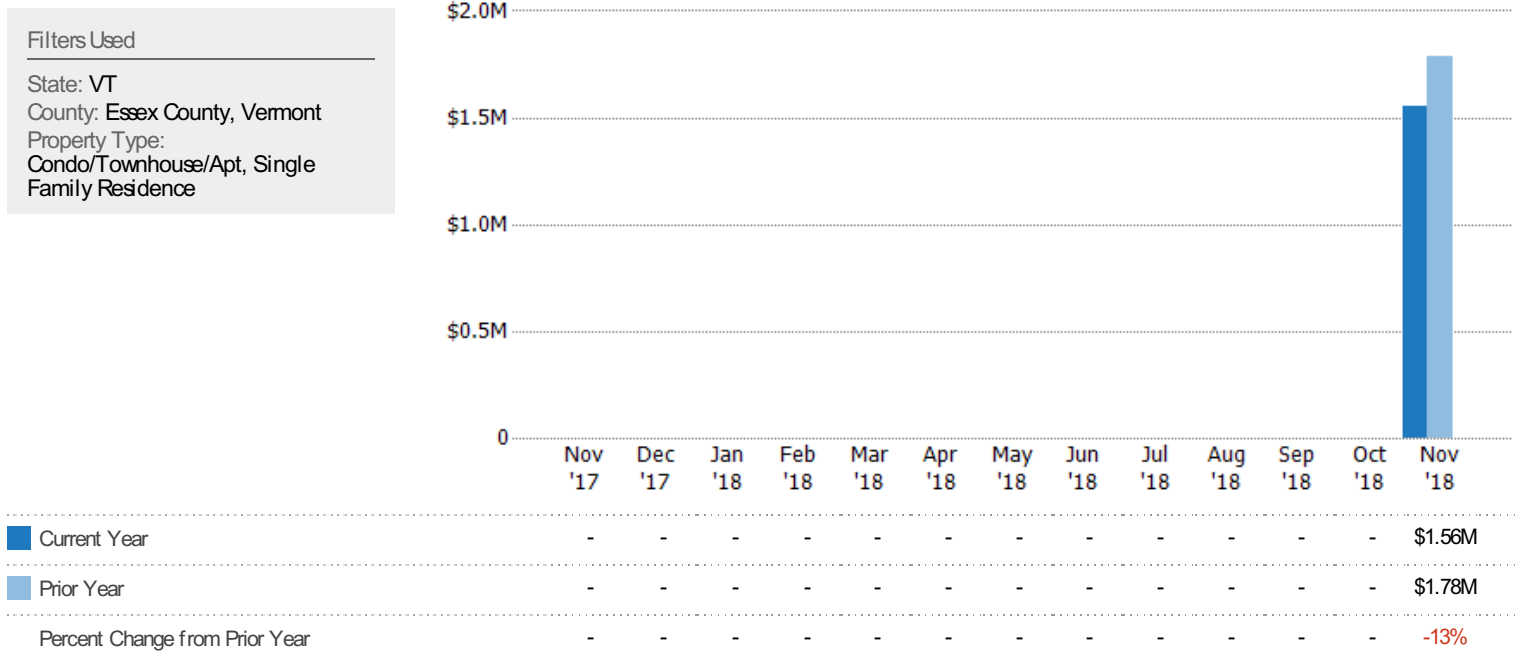 Filters Used
State: VT
County: Essex County, Vermont
Property Type:
Condo/Townhouse/Apt, Single
Family Residence
$2.0M
$1.5M
$1.0M
$0.5M
0
Nov Dec Jan Feb Mar Apr May Jun Jul Aug Sep Oct Nov
'17 '17 '18 '18 '18 '18 '18 '18 '18 '18 '18 '18 '18
Current Year - - - - - - - - - - - - $1.56M
Prior Year - - - - - - - - - - - - $1.78M
Percent Change from Prior Year - - - - - - - - - - - - -13%